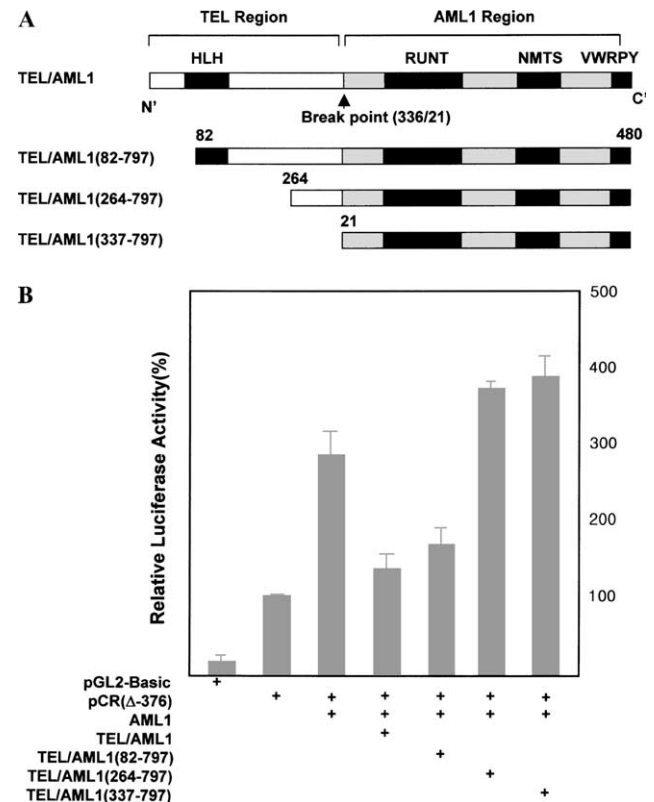 A
TEL Region AML1 Region
HLH RUNT NMTS VWRPY
TEL/AML1
N' C'
Break point (336/21)
82 480
TEL/AML1(82-797)
264
TEL/AML1(264-797)
21
TEL/AML1(337-797)
B
Relative Luciferase Activity(%)
500
400
300
200
100
pGL2-Basic +
pCR(Δ-376) + + + + + +
AML1 + + + + +
TEL/AML1 +
TEL/AML1(82-797) +
TEL/AML1(264-797) +
TEL/AML1(337-797) +